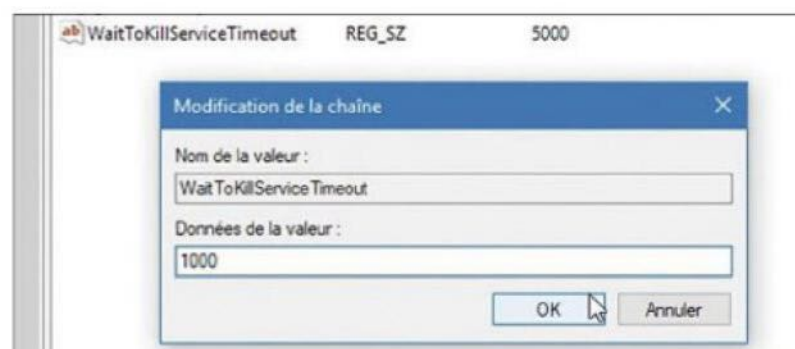 WaitToKillServiceTimeout REG_SZ 5000
Modification de la chaîne
Nom de la valeur :
WaitToKillServiceTimeout
Données de la valeur :
1000
OK Annuler